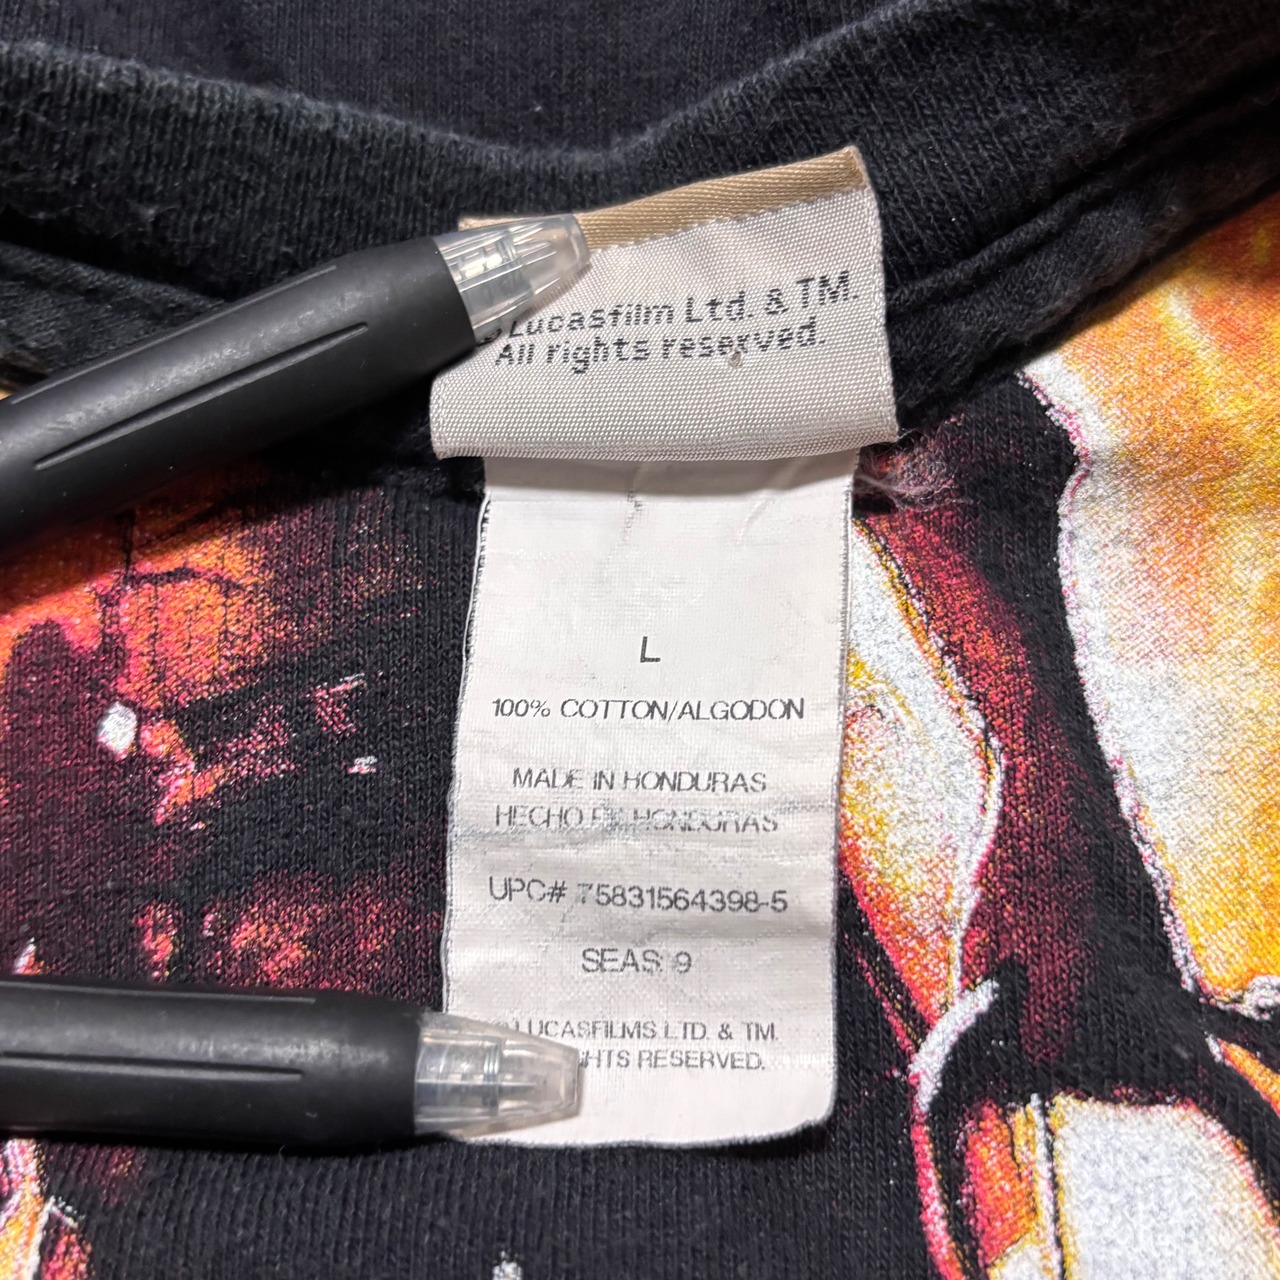 Lucasfilm Ltd. & TM.
All rights reserved.
L
100% COTTON/ALGODON
MADE IN HONDURAS
HECHO EN HONDURAS
UPC# 75831564398-5
SEAS: 9
LUCASFILMS LTD. & TM.
RESERVED.